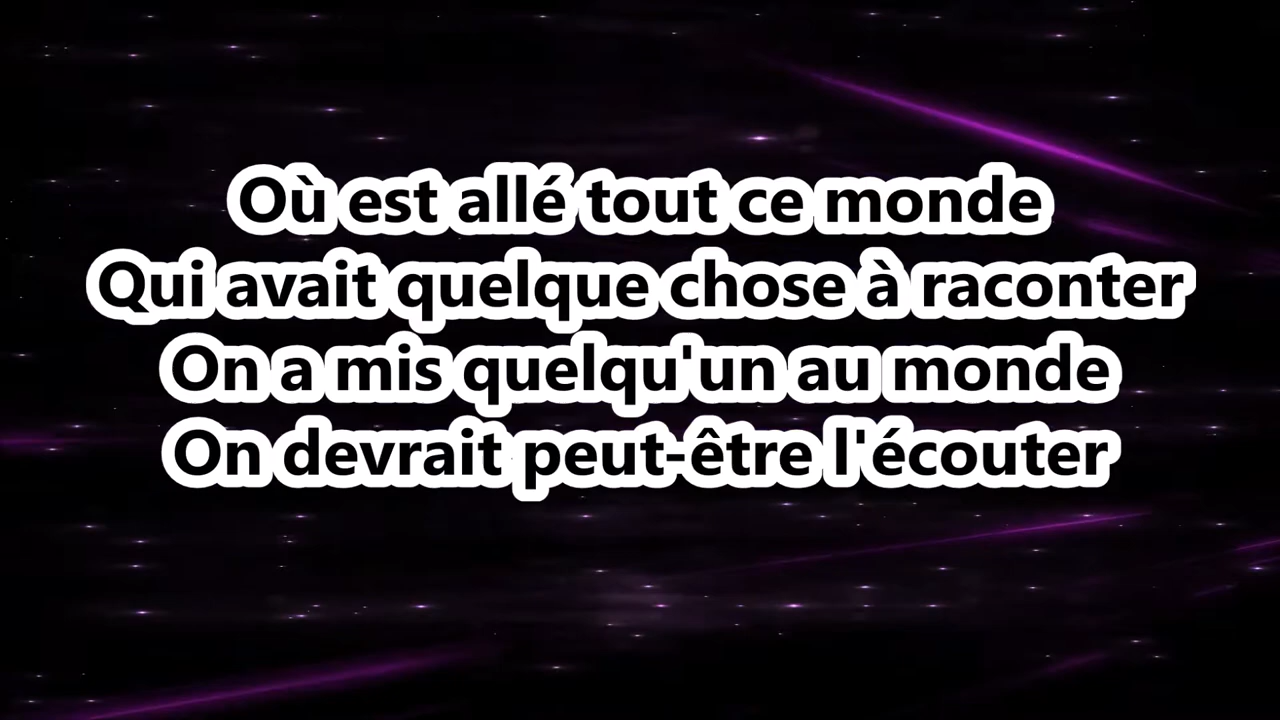 Où est allé tout ce monde
Qui avait quelque chose à raconter
On a mis quelqu'un au monde
On devrait peut-être l'écouter